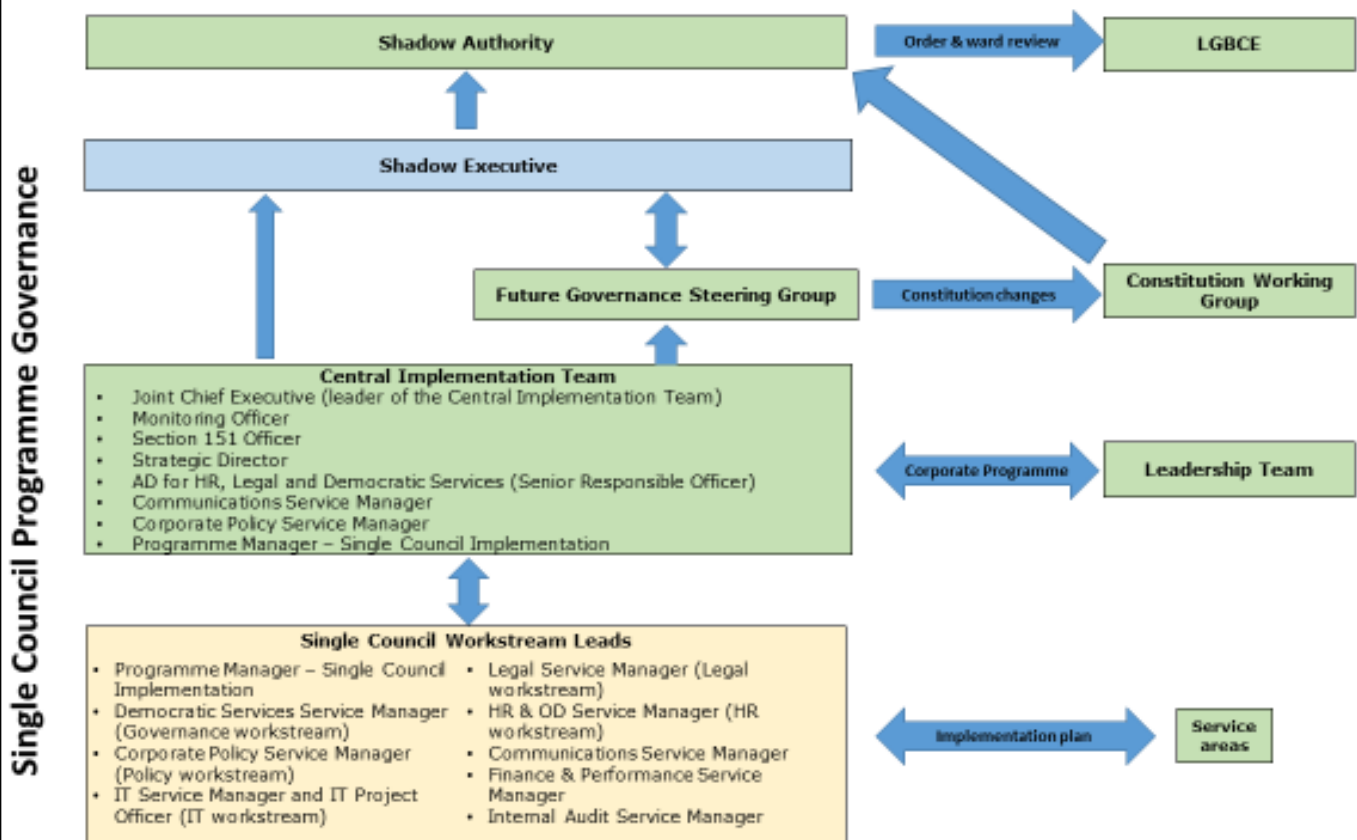 Single Council Programme Governance
Shadow Authority
Order & ward review
LGBCE
Shadow Executive
Future Governance Steering Group
Constitution changes
Constitution Working
Group
Central Implementation Team
• Joint Chief Executive (leader of the Central Implementation Team)
• Monitoring Officer
• Section 151 Officer
• Strategic Director
• AD for HR, Legal and Democratic Services (Senior Responsible Officer)
• Communications Service Manager
• Corporate Policy Service Manager
• Programme Manager – Single Council Implementation
Corporate Programme
Leadership Team
Single Council Workstream Leads
• Programme Manager – Single Council
Implementation
• Democratic Services Service Manager
(Governance workstream)
• Corporate Policy Service Manager
(Policy workstream)
• IT Service Manager and IT Project
Officer (IT workstream)
• Legal Service Manager (Legal
workstream)
• HR & OD Service Manager (HR
workstream)
• Communications Service Manager
• Finance & Performance Service
Manager
• Internal Audit Service Manager
Implementation plan
Service
areas